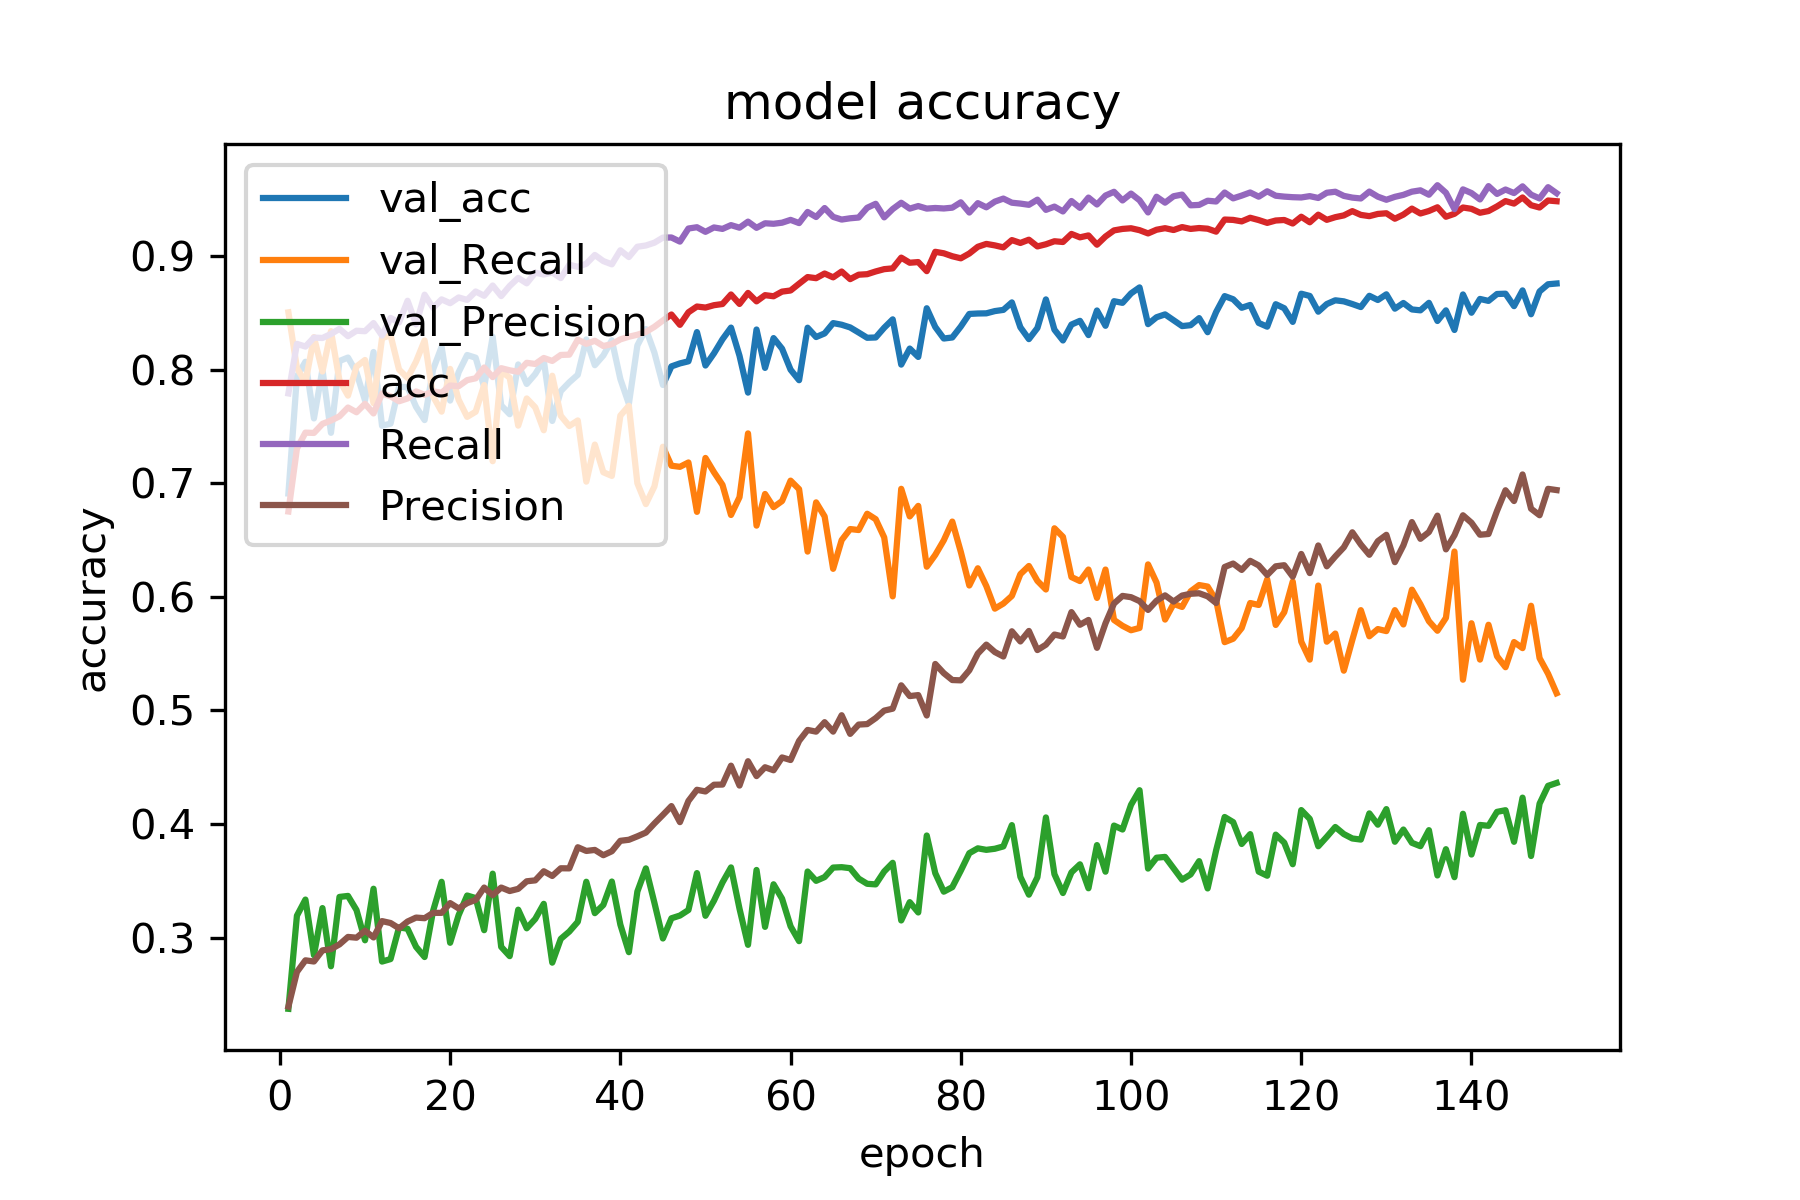 model accuracy
val_acc
val_Recall
val_Precision
acc
Recall
Precision
accuracy
0.9
0.8
0.7
0.6
0.5
0.4
0.3
0 20 40 60 80 100 120 140
epoch